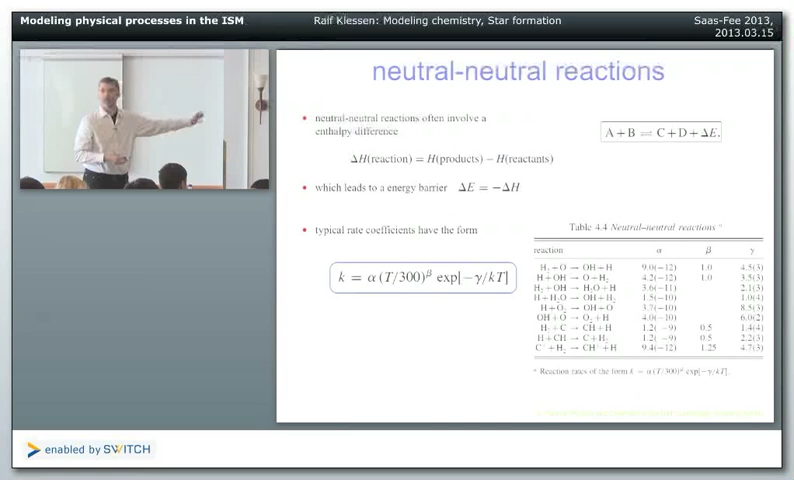 Modeling physical processes in the ISM
Ralf Klessen: Modeling chemistry, Star formation
Saas-Fee 2013,
2013.03.15
neutral-neutral reactions
• neutral-neutral reactions often involve a
enthalpy difference
A + B ⇌ C + D + ΔE.
ΔH(reaction) = H(products) − H(reactants)
• which leads to a energy barrier ΔE = −ΔH
• typical rate coefficients have the form
k = α (T/300)^β exp[−γ/kT]
Table 4.4 Neutral–neutral reactions ᵃ
reaction α β γ
H₂ + O → OH + H 9.0(−12) 1.0 4.5(3)
H + OH → O + H₂ 4.2(−12) 1.0 3.5(3)
H₂ + OH → H₂O + H 3.6(−11) 2.1(3)
H + H₂O → OH + H₂ 1.5(−10) 1.0(4)
H + O₂ → OH + O 3.7(−10) 8.5(3)
OH + O → O₂ + H 4.0(−10) 6.0(2)
H₂ + C → CH + H 1.2(−9) 0.5 1.4(4)
H + CH → C + H₂ 1.2(−9) 0.5 2.2(3)
C⁺ + H₂ → CH⁺ + H 9.4(−12) 1.25 4.7(3)
ᵃ Reaction rates of the form k = α (T/300)^β exp[−γ/kT].
enabled by SWITCH